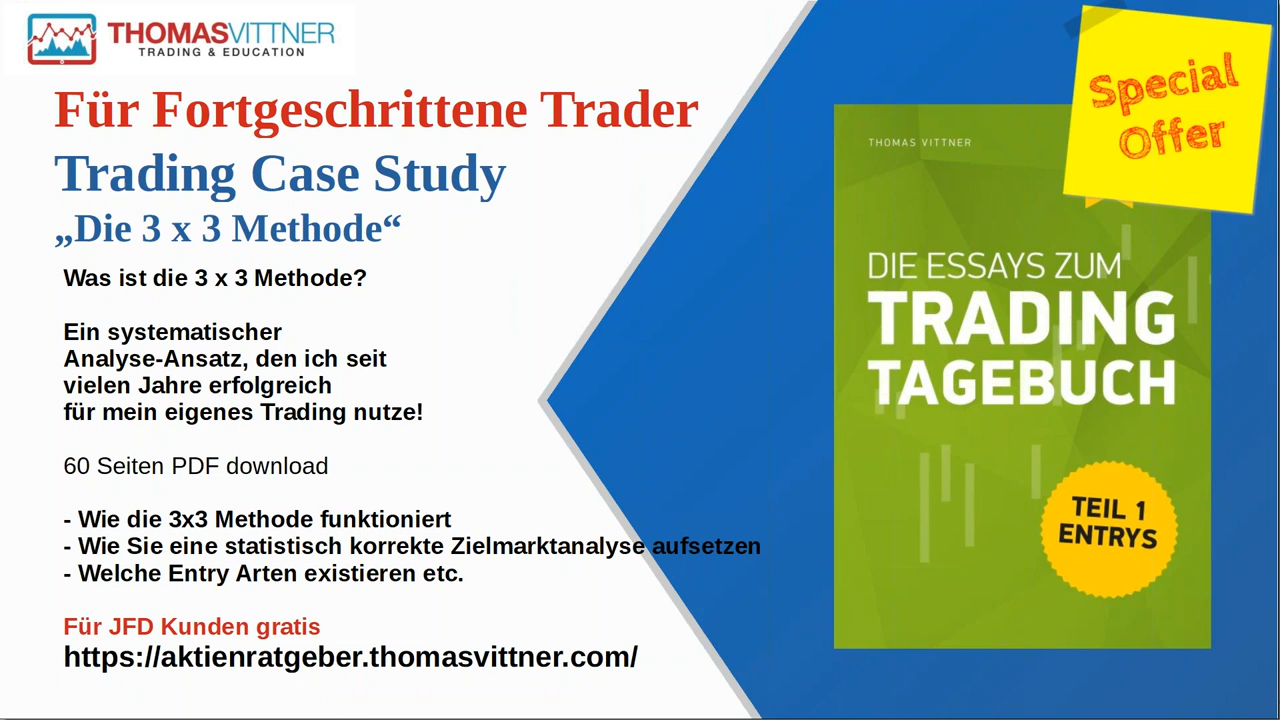 THOMASVITTNER
TRADING & EDUCATION
Für Fortgeschrittene Trader
Trading Case Study
„Die 3 x 3 Methode“
Was ist die 3 x 3 Methode?
Ein systematischer
Analyse-Ansatz, den ich seit
vielen Jahre erfolgreich
für mein eigenes Trading nutze!
60 Seiten PDF download
- Wie die 3x3 Methode funktioniert
- Wie Sie eine statistisch korrekte Zielmarktanalyse aufsetzen
- Welche Entry Arten existieren etc.
Für JFD Kunden gratis
https://aktienratgeber.thomasvittner.com/
Special
Offer
THOMAS VITTNER
DIE ESSAYS ZUM
TRADING
TAGEBUCH
TEIL 1
ENTRYS